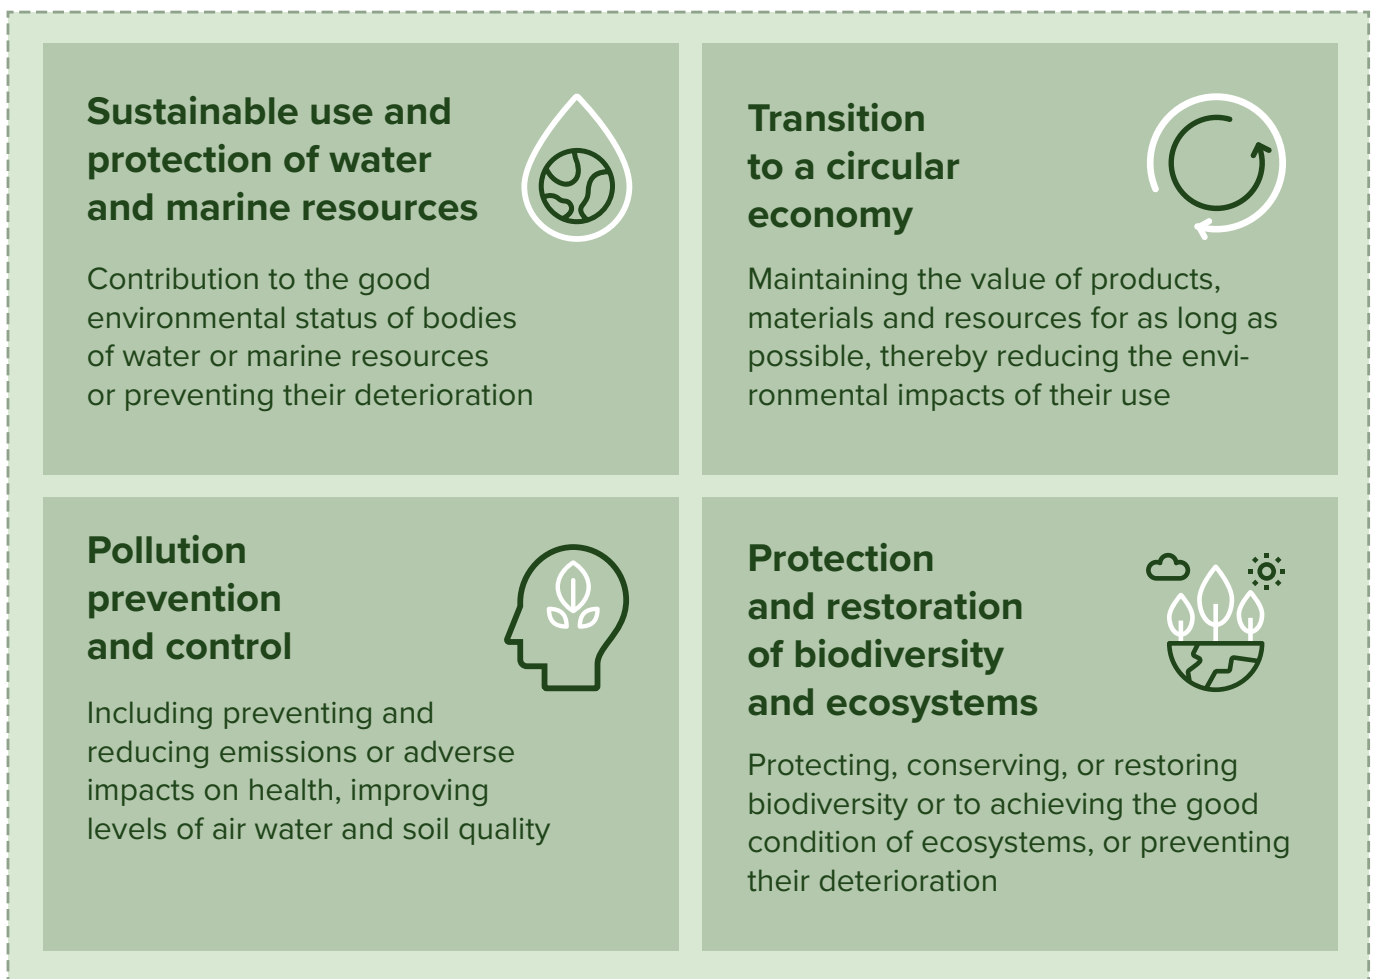 Sustainable use and
protection of water
and marine resources
Contribution to the good
environmental status of bodies
of water or marine resources
or preventing their deterioration
Transition
to a circular
economy
Maintaining the value of products,
materials and resources for as long as
possible, thereby reducing the envi-
ronmental impacts of their use
Pollution
prevention
and control
Including preventing and
reducing emissions or adverse
impacts on health, improving
levels of air water and soil quality
Protection
and restoration
of biodiversity
and ecosystems
Protecting, conserving, or restoring
biodiversity or to achieving the good
condition of ecosystems, or preventing
their deterioration